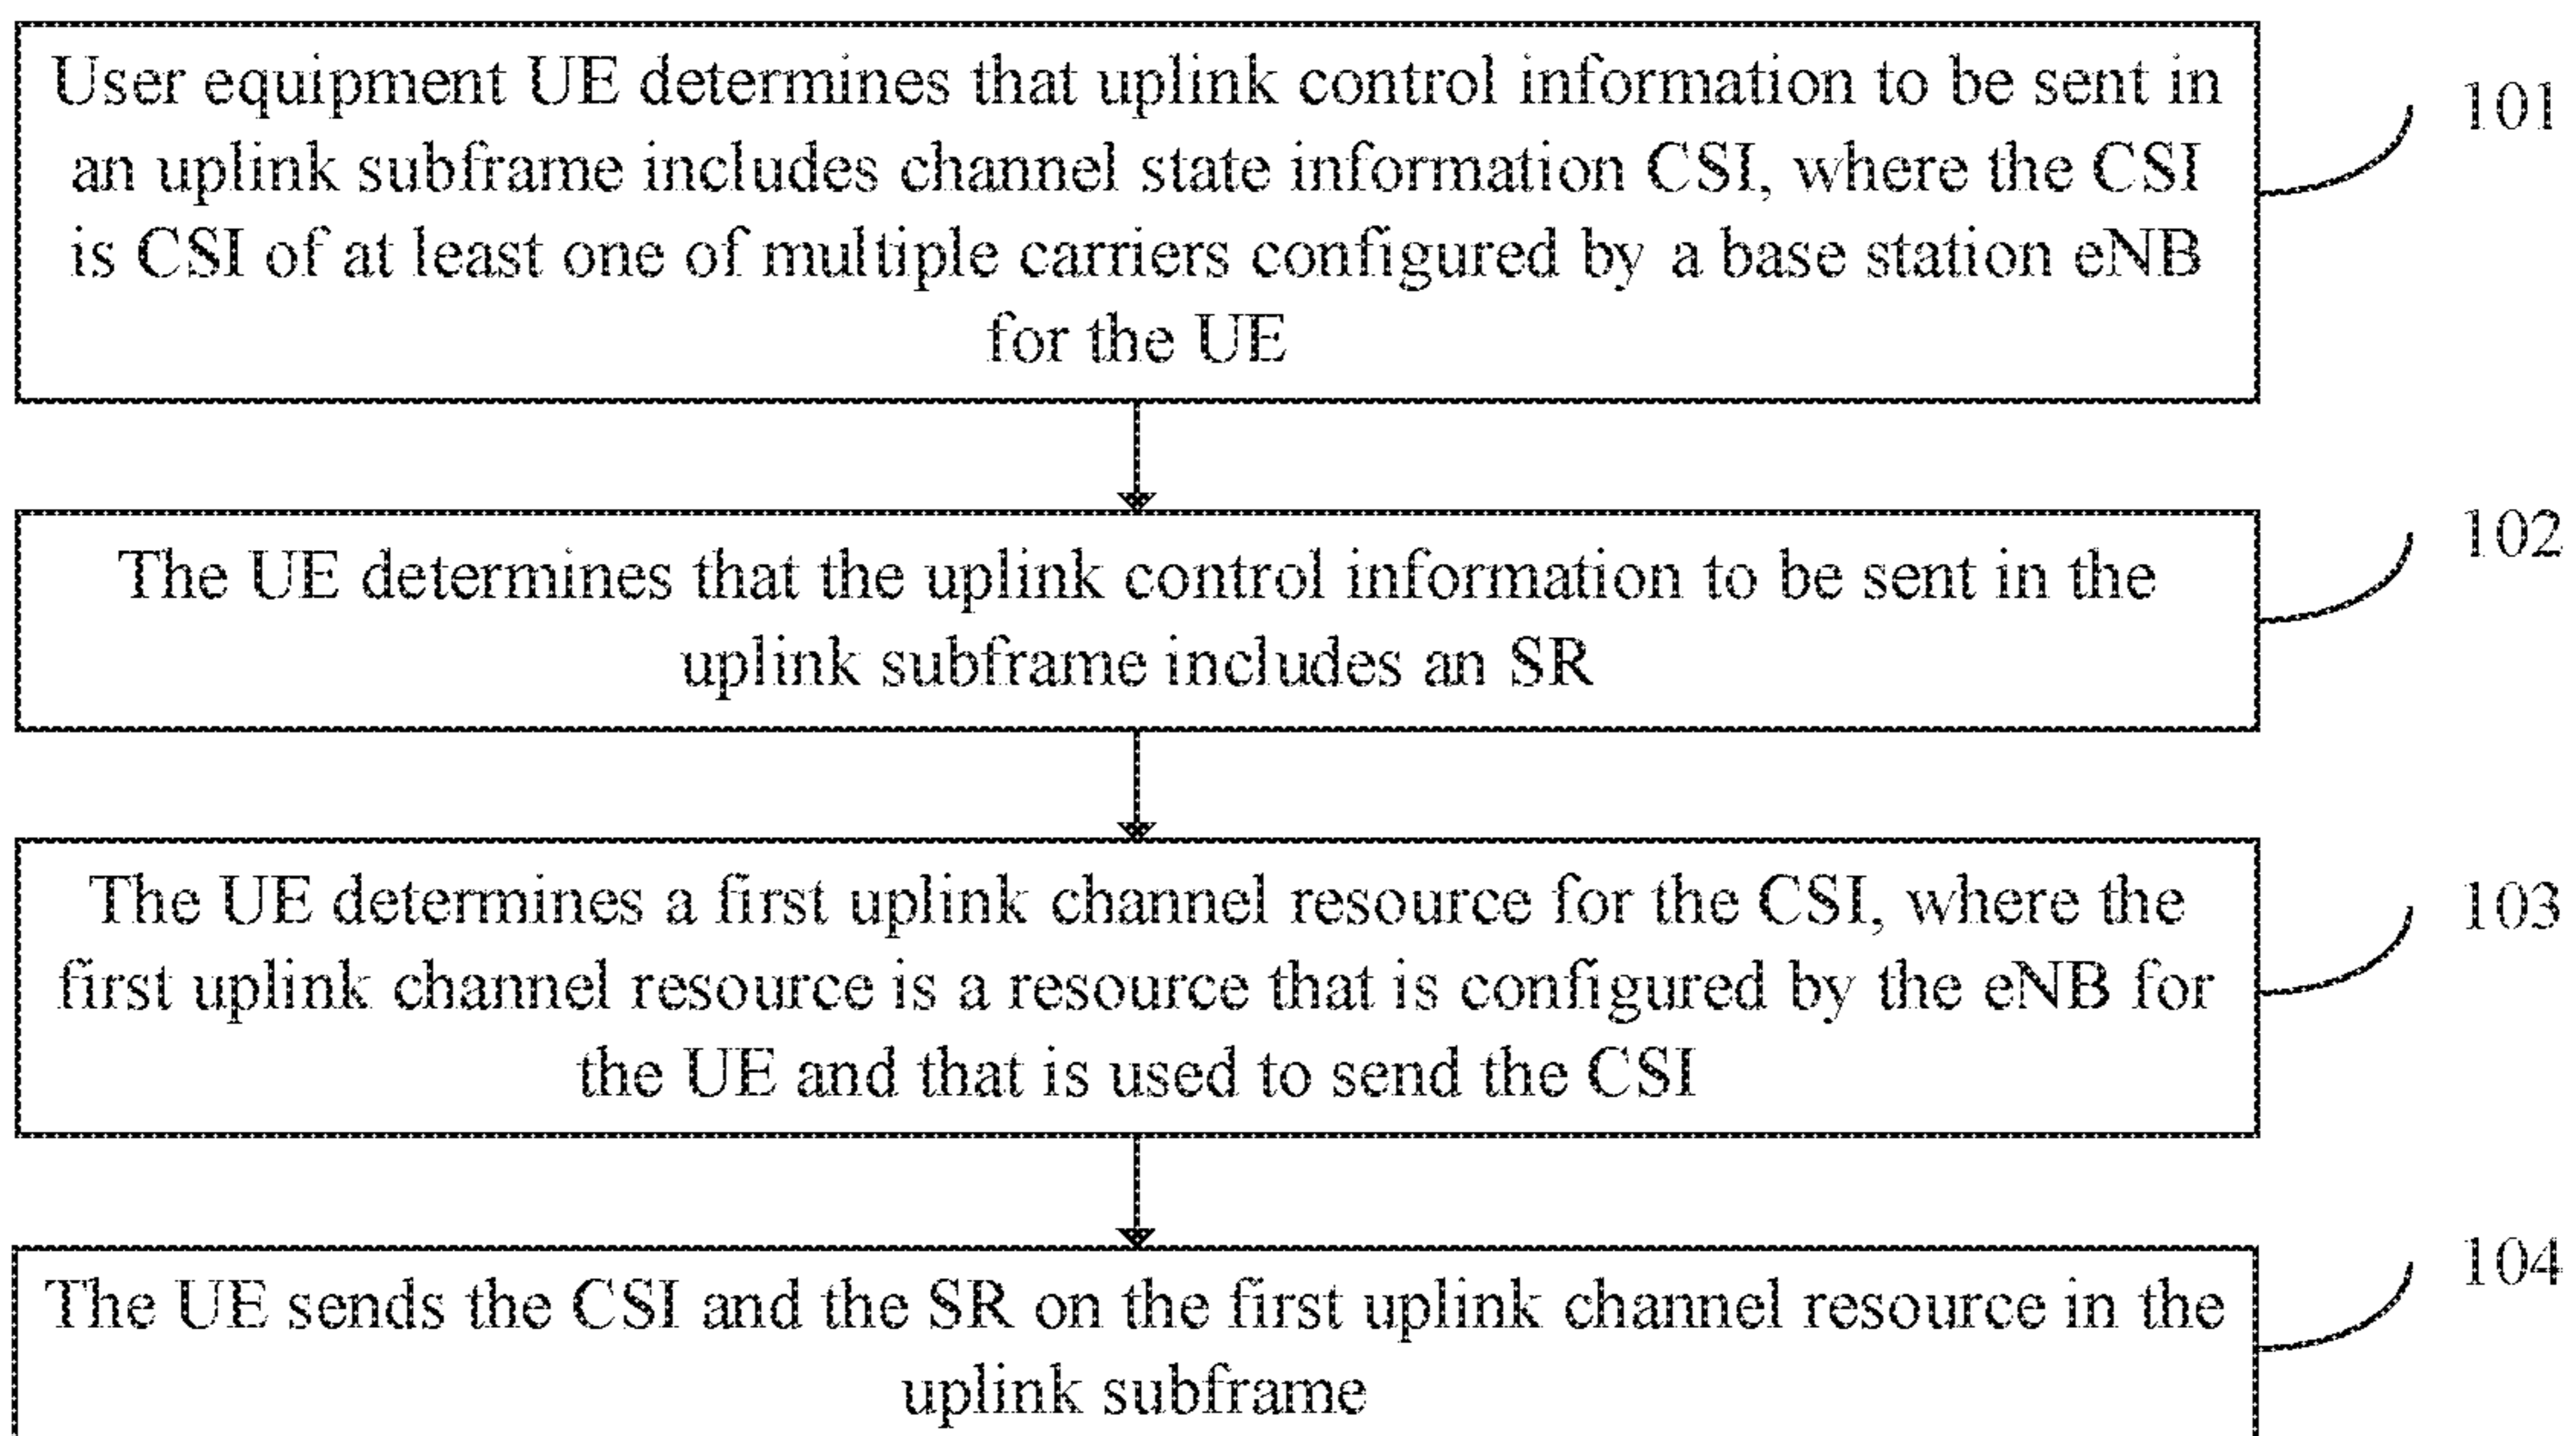 User equipment UE determines that uplink control information to be sent in
an uplink subframe includes channel state information CSI, where the CSI
is CSI of at least one of multiple carriers configured by a base station eNB
for the UE
101
The UE determines that the uplink control information to be sent in the
uplink subframe includes an SR
102
The UE determines a first uplink channel resource for the CSI, where the
first uplink channel resource is a resource that is configured by the eNB for
the UE and that is used to send the CSI
103
The UE sends the CSI and the SR on the first uplink channel resource in the
uplink subframe
104